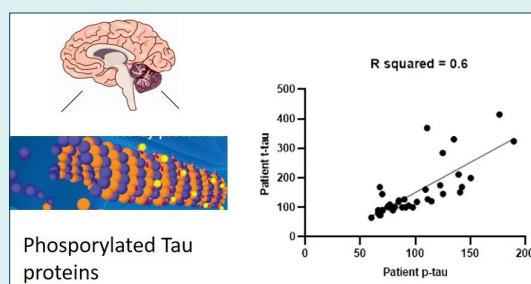 Phosporylated Tau
proteins
R squared = 0.6
Patient t-tau
500
400
300
200
100
0
0
50
100
150
200
Patient p-tau